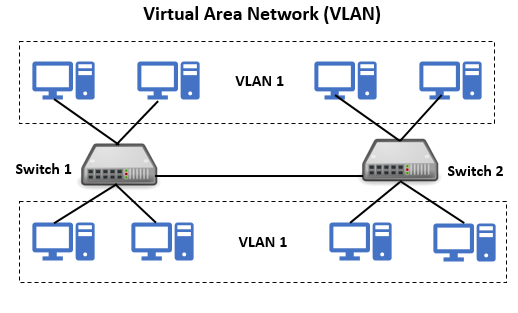 Virtual Area Network (VLAN)
VLAN 1
Switch 1
Switch 2
VLAN 1